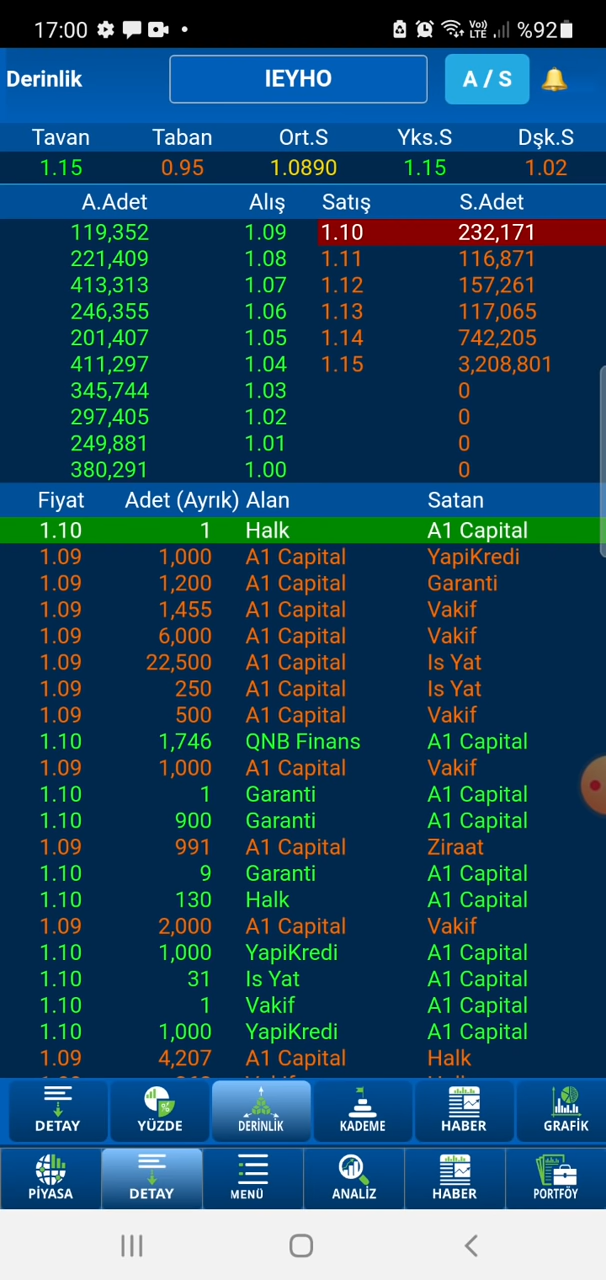 17:00 Vo)) LTE %92
Derinlik IEYHO A / S
Tavan Taban Ort.S Yks.S Dşk.S
1.15 0.95 1.0890 1.15 1.02
A.Adet Alış Satış S.Adet
119,352 1.09 1.10 232,171
221,409 1.08 1.11 116,871
413,313 1.07 1.12 157,261
246,355 1.06 1.13 117,065
201,407 1.05 1.14 742,205
411,297 1.04 1.15 3,208,801
345,744 1.03 0
297,405 1.02 0
249,881 1.01 0
380,291 1.00 0
Fiyat Adet (Ayrık) Alan Satan
1.10 1 Halk A1 Capital
1.09 1,000 A1 Capital YapiKredi
1.09 1,200 A1 Capital Garanti
1.09 1,455 A1 Capital Vakif
1.09 6,000 A1 Capital Vakif
1.09 22,500 A1 Capital Is Yat
1.09 250 A1 Capital Is Yat
1.09 500 A1 Capital Vakif
1.10 1,746 QNB Finans A1 Capital
1.09 1,000 A1 Capital Vakif
1.10 1 Garanti A1 Capital
1.10 900 Garanti A1 Capital
1.09 991 A1 Capital Ziraat
1.10 9 Garanti A1 Capital
1.10 130 Halk A1 Capital
1.09 2,000 A1 Capital Vakif
1.10 1,000 YapiKredi A1 Capital
1.10 31 Is Yat A1 Capital
1.10 1 Vakif A1 Capital
1.10 1,000 YapiKredi A1 Capital
1.09 4,207 A1 Capital Halk
DETAY YÜZDE DERİNLİK KADEME HABER GRAFİK
PİYASA DETAY MENÜ ANALİZ HABER PORTFÖY